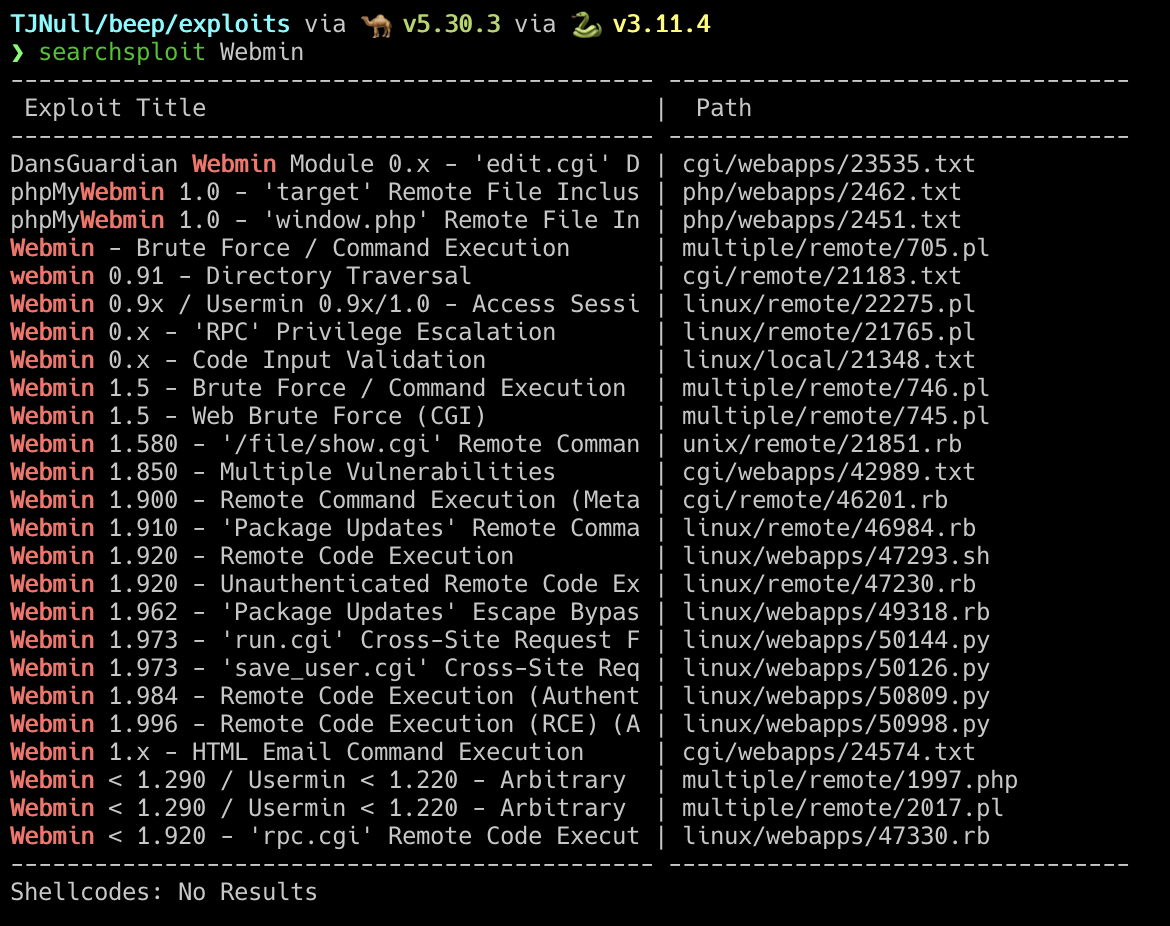 TJNull/beep/exploits via 🐪 v5.30.3 via 🐍 v3.11.4
❯ searchsploit Webmin
---------------------------------------------- ---------------------------------
 Exploit Title                                |  Path
---------------------------------------------- ---------------------------------
DansGuardian Webmin Module 0.x - 'edit.cgi' D | cgi/webapps/23535.txt
phpMyWebmin 1.0 - 'target' Remote File Inclus | php/webapps/2462.txt
phpMyWebmin 1.0 - 'window.php' Remote File In | php/webapps/2451.txt
Webmin - Brute Force / Command Execution      | multiple/remote/705.pl
webmin 0.91 - Directory Traversal             | cgi/remote/21183.txt
Webmin 0.9x / Usermin 0.9x/1.0 - Access Sessi | linux/remote/22275.pl
Webmin 0.x - 'RPC' Privilege Escalation       | linux/remote/21765.pl
Webmin 0.x - Code Input Validation            | linux/local/21348.txt
Webmin 1.5 - Brute Force / Command Execution  | multiple/remote/746.pl
Webmin 1.5 - Web Brute Force (CGI)            | multiple/remote/745.pl
Webmin 1.580 - '/file/show.cgi' Remote Comman | unix/remote/21851.rb
Webmin 1.850 - Multiple Vulnerabilities       | cgi/webapps/42989.txt
Webmin 1.900 - Remote Command Execution (Meta | cgi/remote/46201.rb
Webmin 1.910 - 'Package Updates' Remote Comma | linux/remote/46984.rb
Webmin 1.920 - Remote Code Execution          | linux/webapps/47293.sh
Webmin 1.920 - Unauthenticated Remote Code Ex | linux/remote/47230.rb
Webmin 1.962 - 'Package Updates' Escape Bypas | linux/webapps/49318.rb
Webmin 1.973 - 'run.cgi' Cross-Site Request F | linux/webapps/50144.py
Webmin 1.973 - 'save_user.cgi' Cross-Site Req | linux/webapps/50126.py
Webmin 1.984 - Remote Code Execution (Authent | linux/webapps/50809.py
Webmin 1.996 - Remote Code Execution (RCE) (A | linux/webapps/50998.py
Webmin 1.x - HTML Email Command Execution     | cgi/webapps/24574.txt
Webmin < 1.290 / Usermin < 1.220 - Arbitrary  | multiple/remote/1997.php
Webmin < 1.290 / Usermin < 1.220 - Arbitrary  | multiple/remote/2017.pl
Webmin < 1.920 - 'rpc.cgi' Remote Code Execut | linux/webapps/47330.rb
---------------------------------------------- ---------------------------------
Shellcodes: No Results